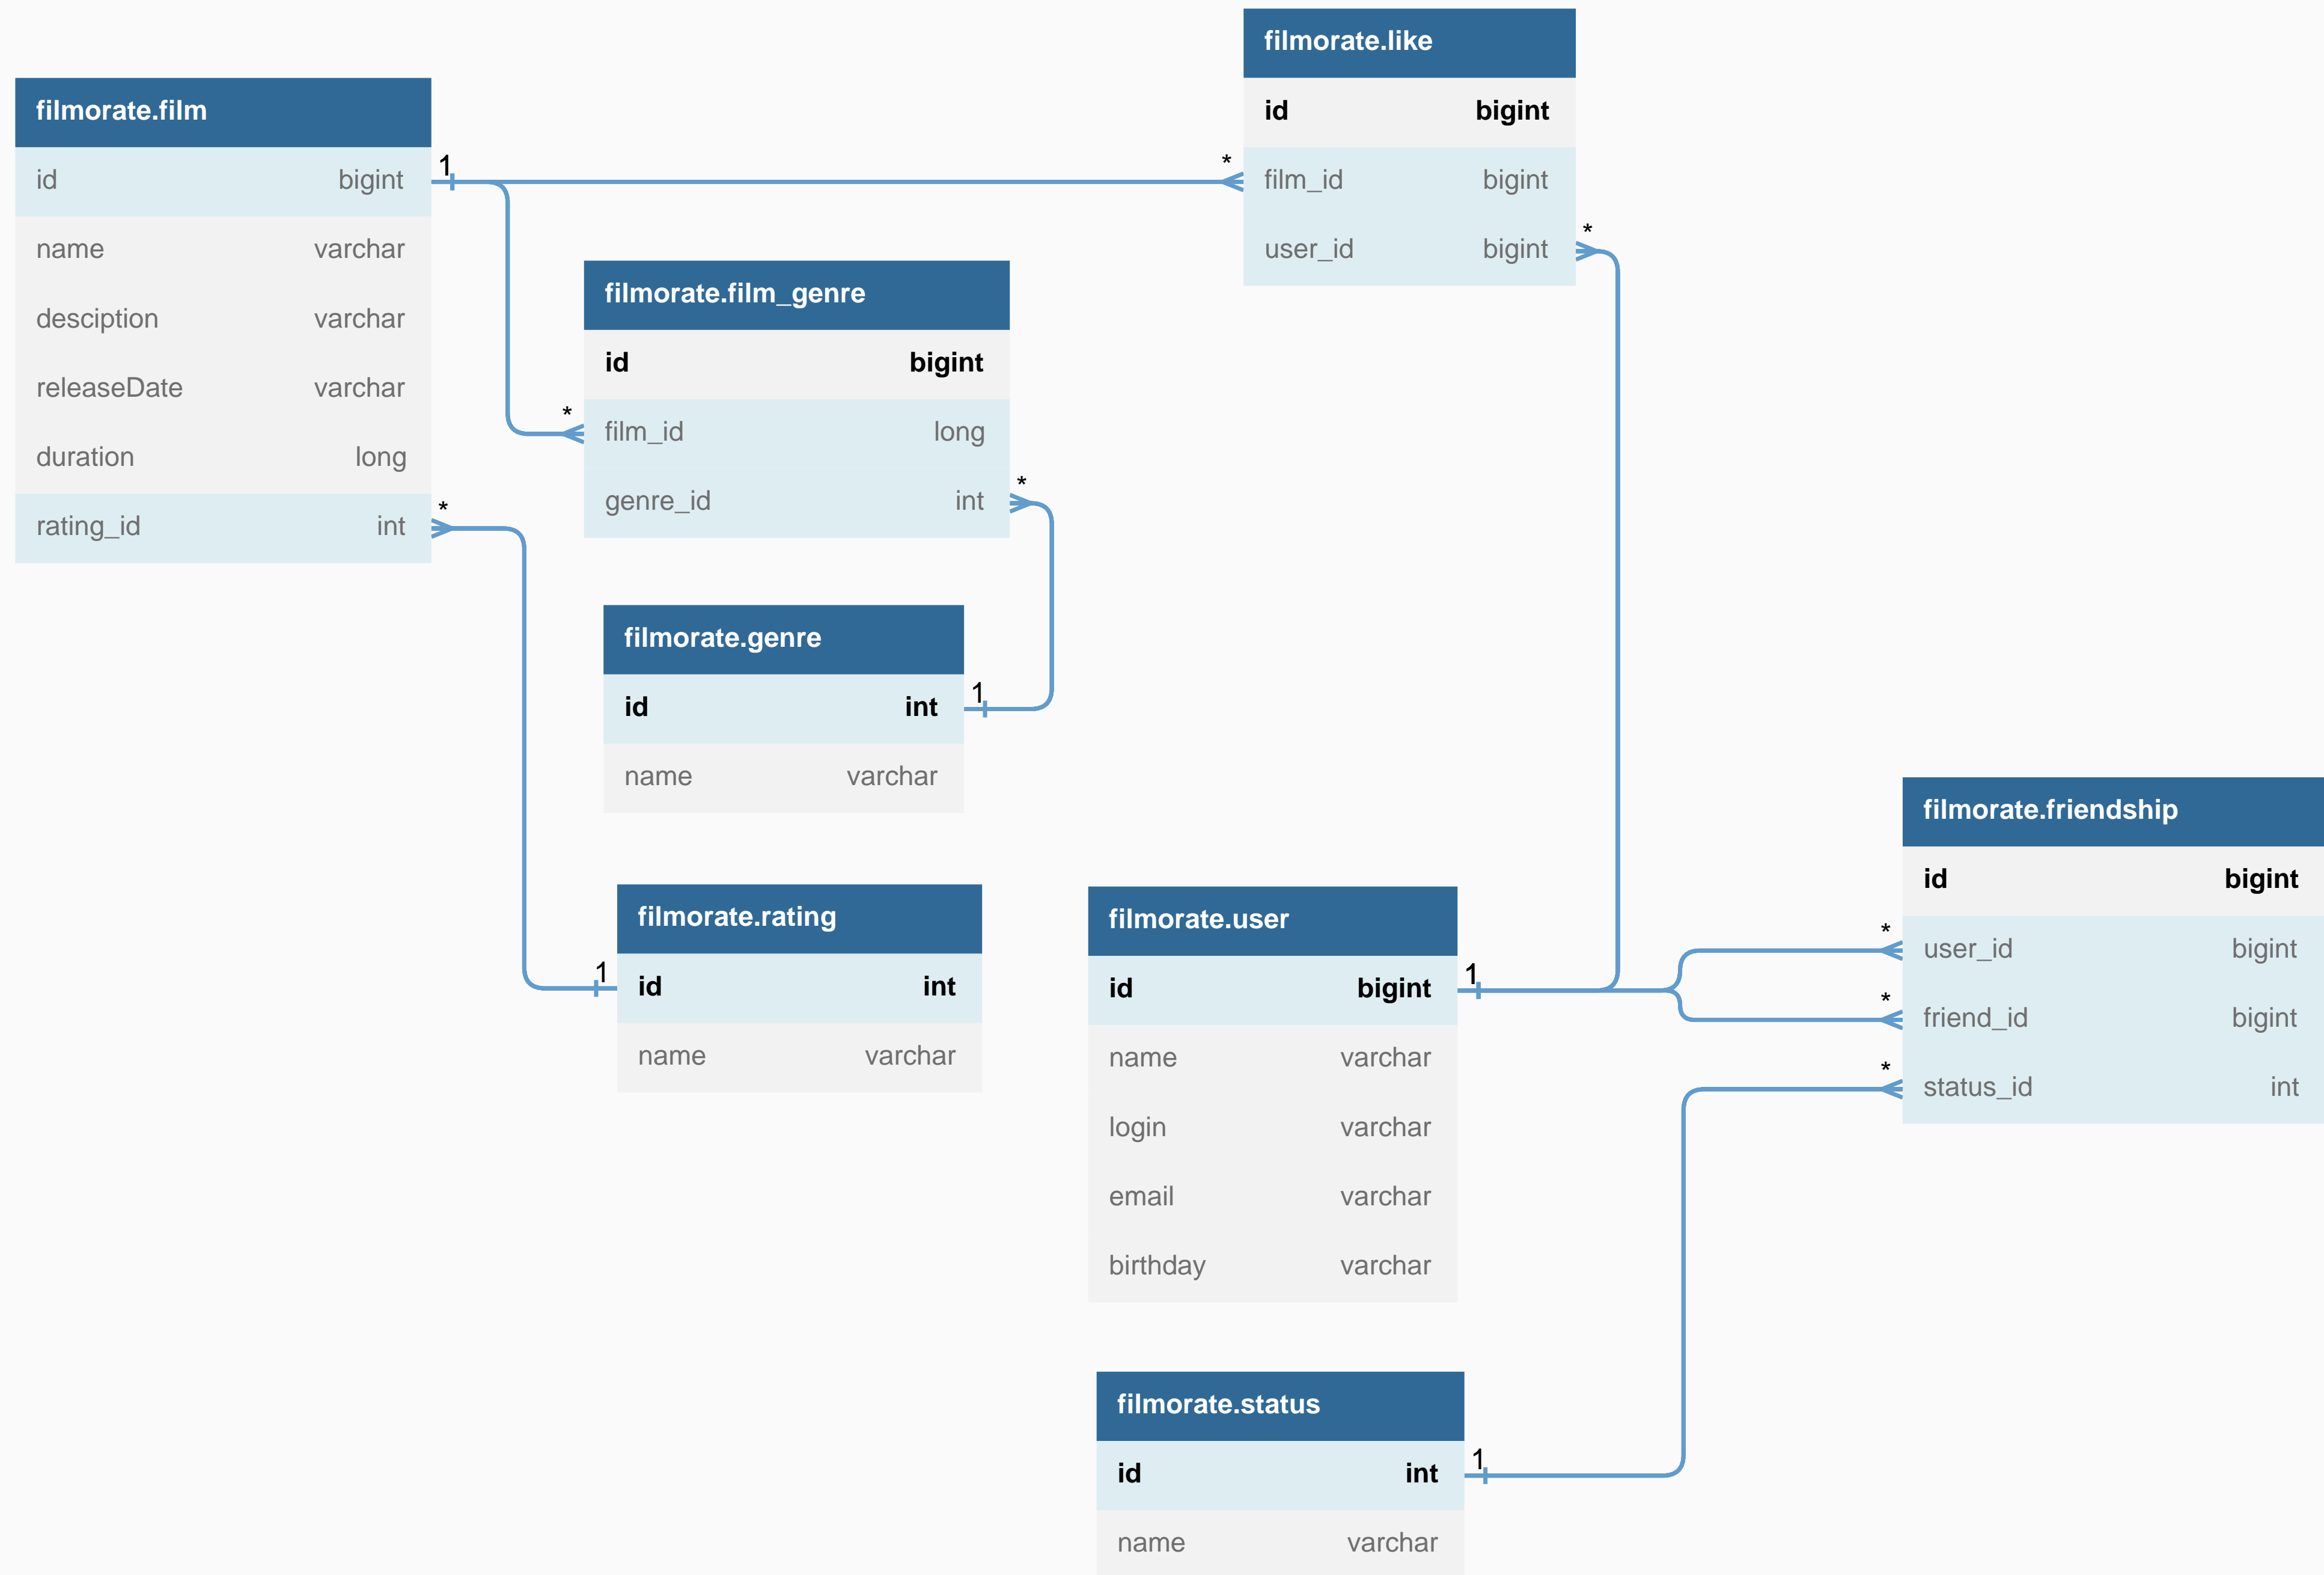 filmorate.film
id bigint
name varchar
desciption varchar
releaseDate varchar
duration long
rating_id int
filmorate.like
id bigint
film_id bigint
user_id bigint
filmorate.film_genre
id bigint
film_id long
genre_id int
filmorate.genre
id int
name varchar
filmorate.rating
id int
name varchar
filmorate.user
id bigint
name varchar
login varchar
email varchar
birthday varchar
filmorate.friendship
id bigint
user_id bigint
friend_id bigint
status_id int
filmorate.status
id int
name varchar
1
*
*
*
*
*
1
1
1
*
*
*
1